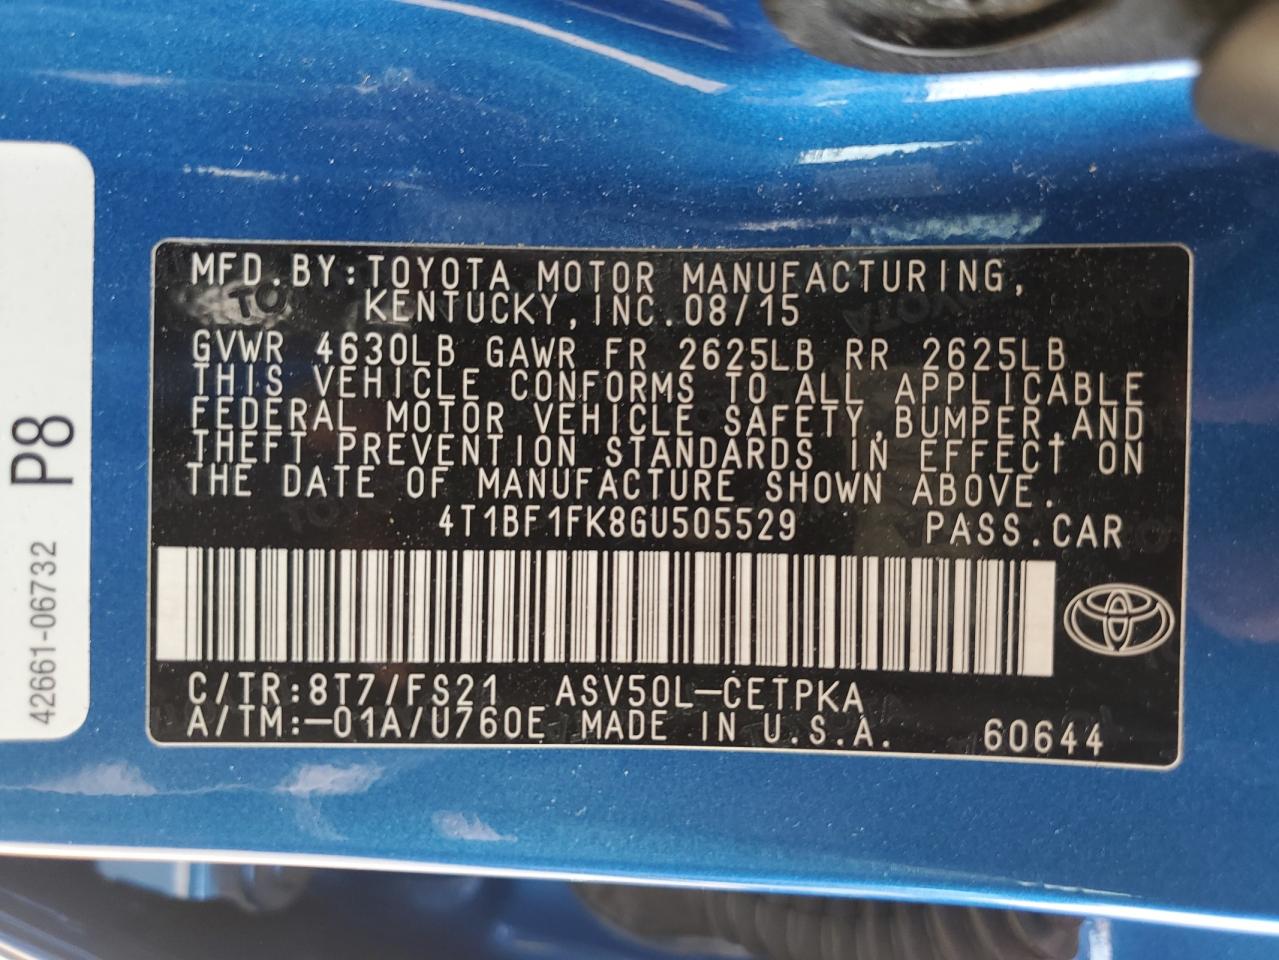 MFD.BY:TOYOTA MOTOR MANUFACTURING,
KENTUCKY,INC.08/15
GVWR 4630LB GAWR FR 2625LB RR 2625LB
THIS VEHICLE CONFORMS TO ALL APPLICABLE
FEDERAL MOTOR VEHICLE SAFETY,BUMPER,AND
THEFT PREVENTION STANDARDS IN EFFECT ON
THE DATE OF MANUFACTURE SHOWN ABOVE.
4T1BF1FK8GU505529 PASS.CAR
C/TR:8T7/FS21 ASV50L-CETPKA
A/TM:-01A/U760E MADE IN U.S.A. 60644
P8
42661-06732